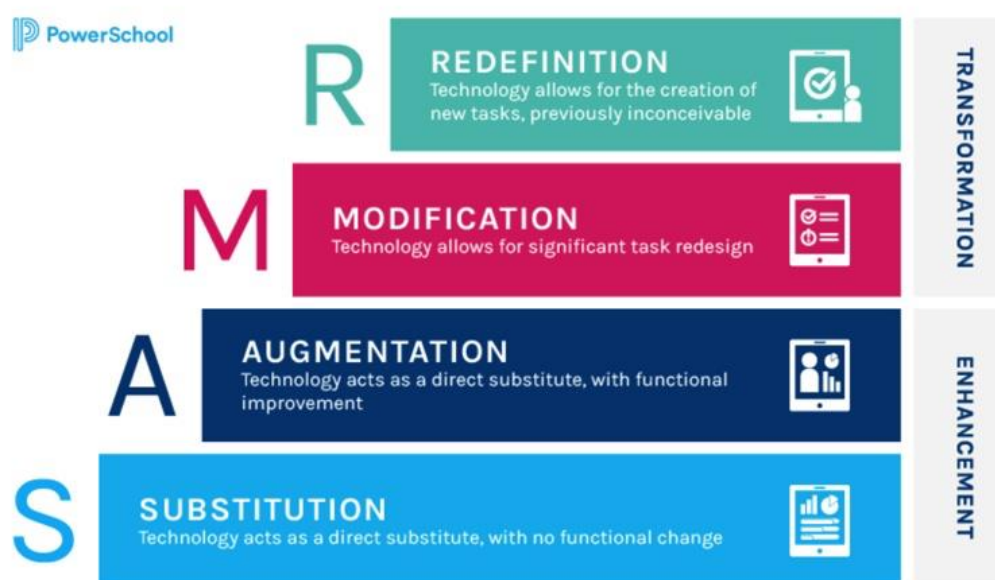 PowerSchool
R
REDEFINITION
Technology allows for the creation of
new tasks, previously inconceivable
TRANSFORMATION
M
MODIFICATION
Technology allows for significant task redesign
A
AUGMENTATION
Technology acts as a direct substitute, with functional
improvement
ENHANCEMENT
S
SUBSTITUTION
Technology acts as a direct substitute, with no functional change